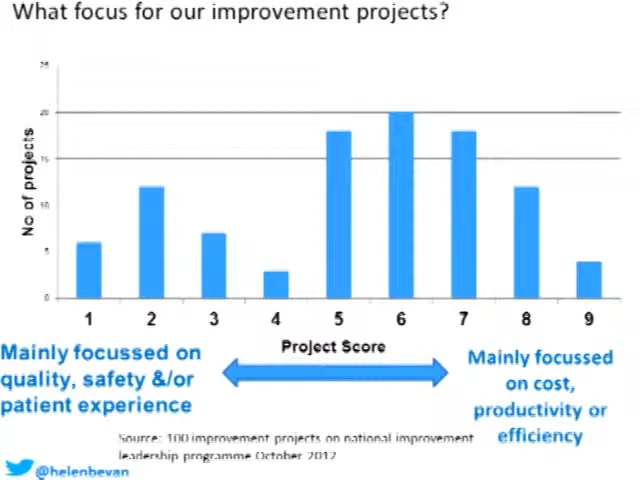 What focus for our improvement projects?
25
20
15
10
5
0
No of projects
1 2 3 4 5 6 7 8 9
Project Score
Mainly focussed on
quality, safety &/or
patient experience
Mainly focussed
on cost,
productivity or
efficiency
Source: 100 improvement projects on national improvement
leadership programme October 2012
@helenbevan